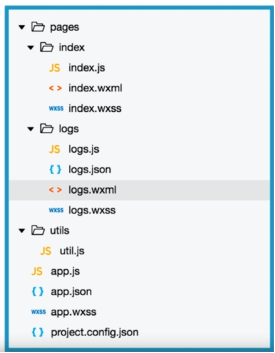 pages
index
JS index.js
< > index.wxml
wxss index.wxss
logs
JS logs.js
{ } logs.json
< > logs.wxml
wxss logs.wxss
utils
JS util.js
JS app.js
{ } app.json
wxss app.wxss
{ } project.config.json